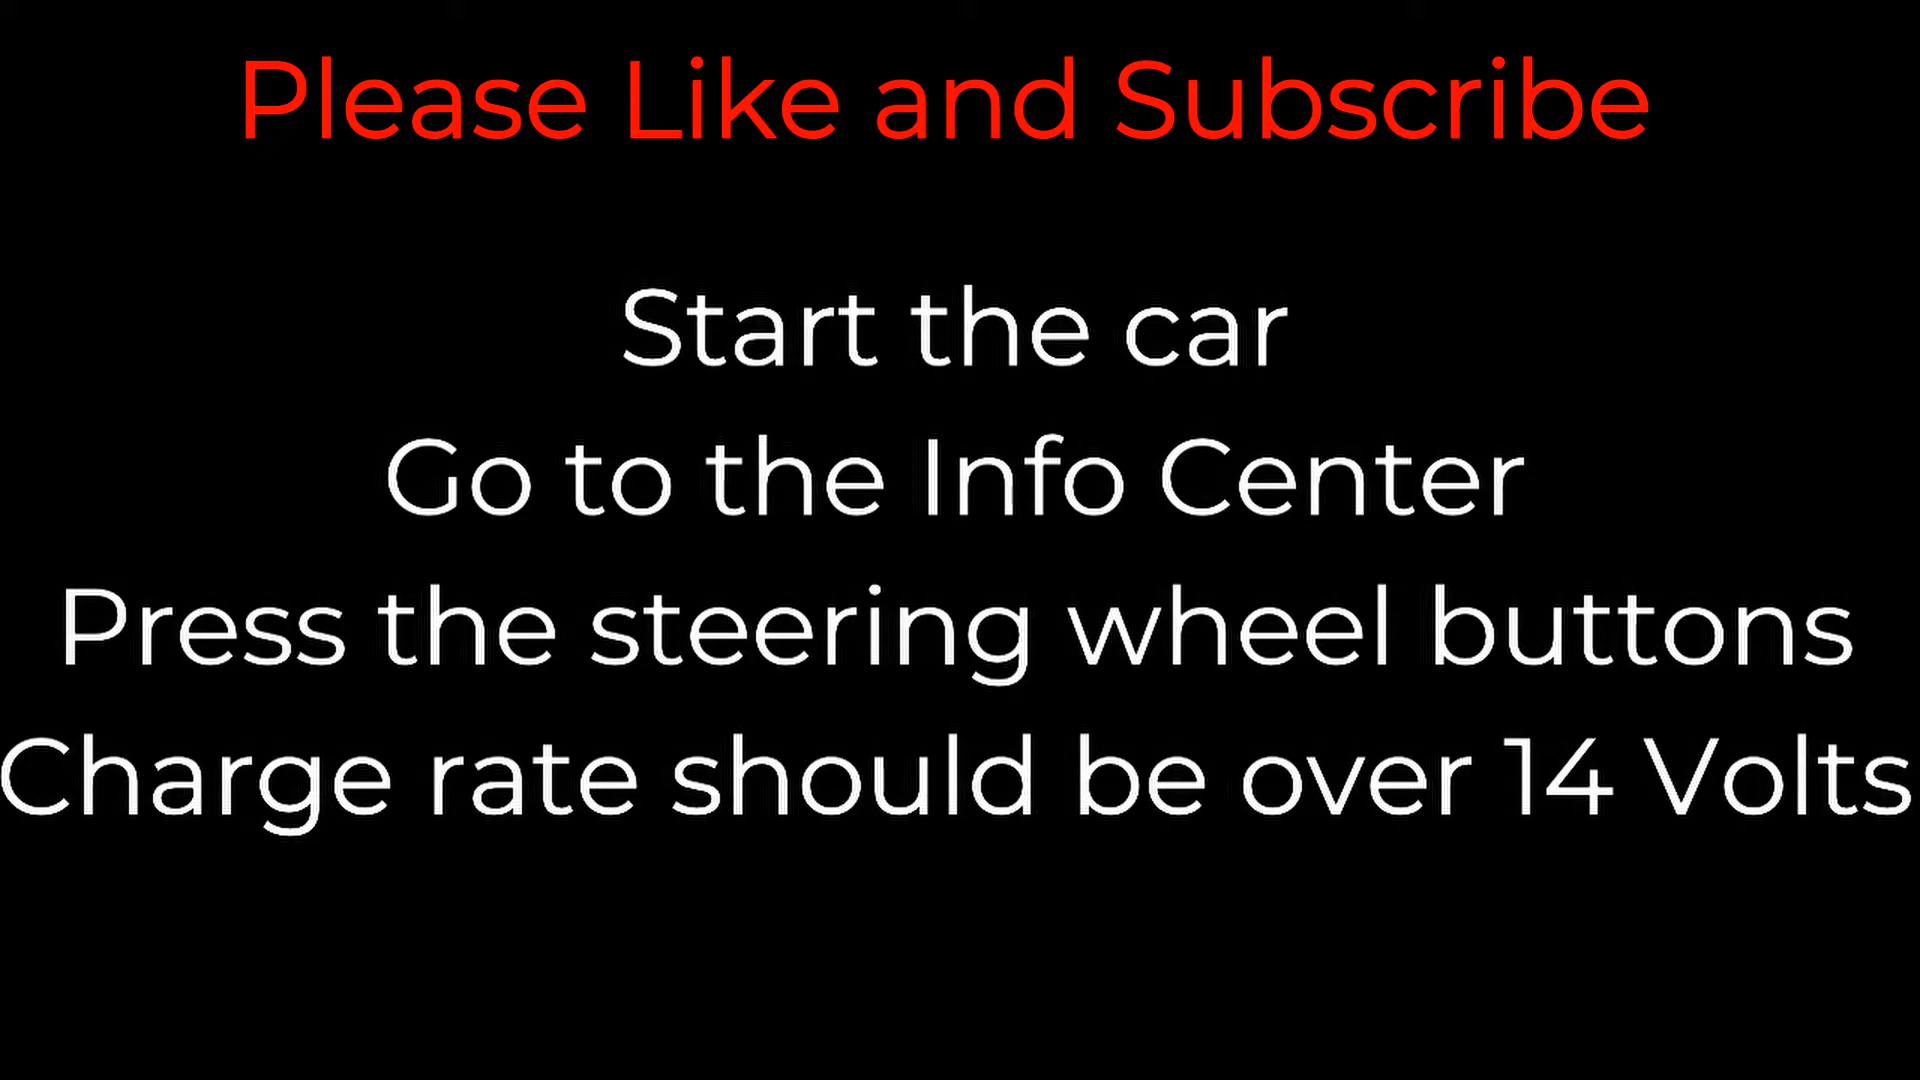 Please Like and Subscribe
Start the car
Go to the Info Center
Press the steering wheel buttons
Charge rate should be over 14 Volts